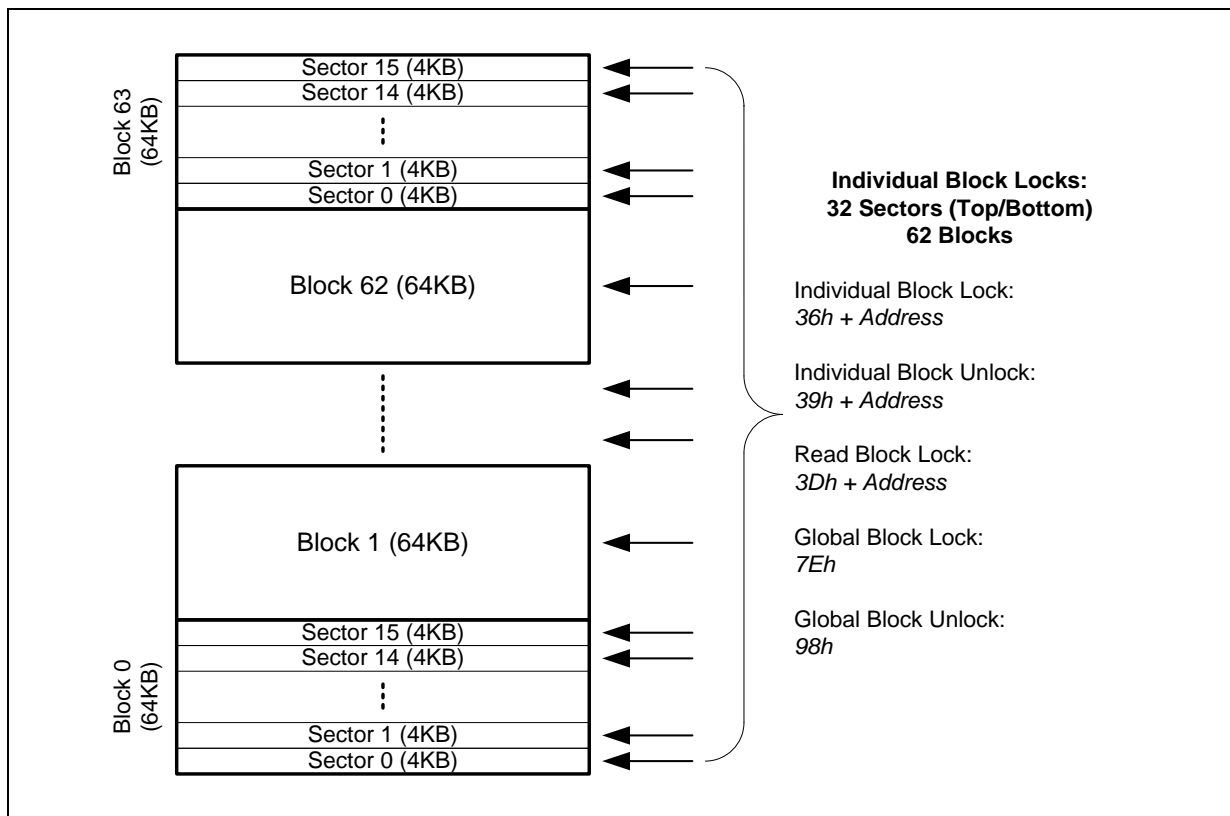 Block 63
(64KB)
Sector 15 (4KB)
Sector 14 (4KB)
Sector 1 (4KB)
Sector 0 (4KB)
Block 62 (64KB)
Block 1 (64KB)
Block 0
(64KB)
Sector 15 (4KB)
Sector 14 (4KB)
Sector 1 (4KB)
Sector 0 (4KB)
Individual Block Locks:
32 Sectors (Top/Bottom)
62 Blocks
Individual Block Lock:
36h + Address
Individual Block Unlock:
39h + Address
Read Block Lock:
3Dh + Address
Global Block Lock:
7Eh
Global Block Unlock:
98h